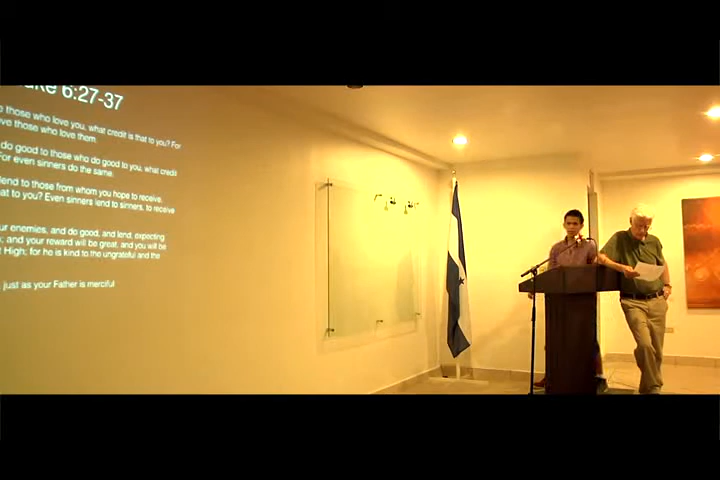 uke 6:27-37
those who love you, what credit is that to you? For
ve those who love them.
do good to those who do good to you, what credit
For even sinners do the same.
lend to those from whom you hope to receive,
at to you? Even sinners lend to sinners, to receive
ur enemies, and do good, and lend, expecting
; and your reward will be great, and you will be
High; for he is kind to the ungrateful and the
just as your Father is merciful